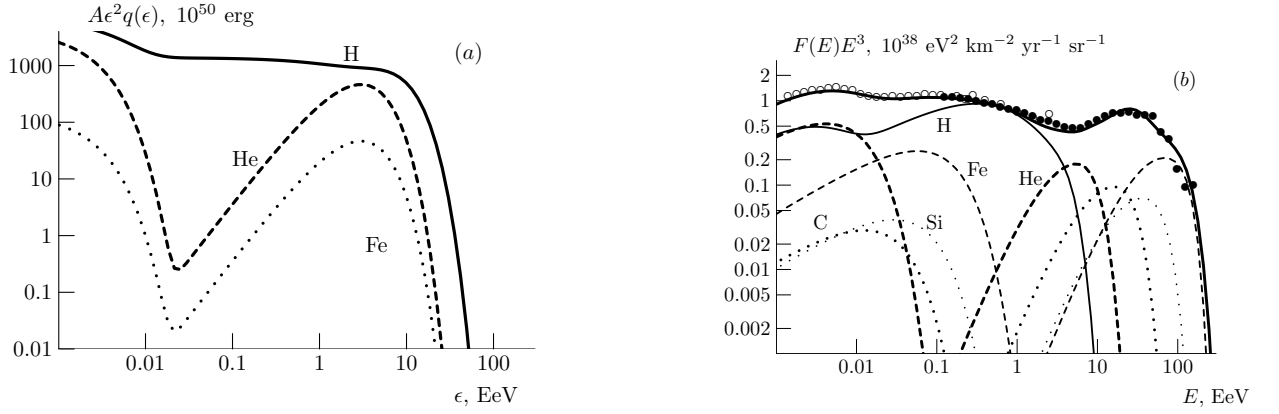 Aϵ²q(ϵ), 10⁵⁰ erg
(a)
H
1000
100
He
10
1
Fe
0.1
0.01
0.01 0.1 1 10 100
ϵ, EeV
F(E)E³, 10³⁸ eV² km⁻² yr⁻¹ sr⁻¹
(b)
2
1
0.5
H
0.2
Fe
He
0.1
0.05
C
Si
0.02
0.01
0.005
0.002
0.01 0.1 1 10 100
E, EeV